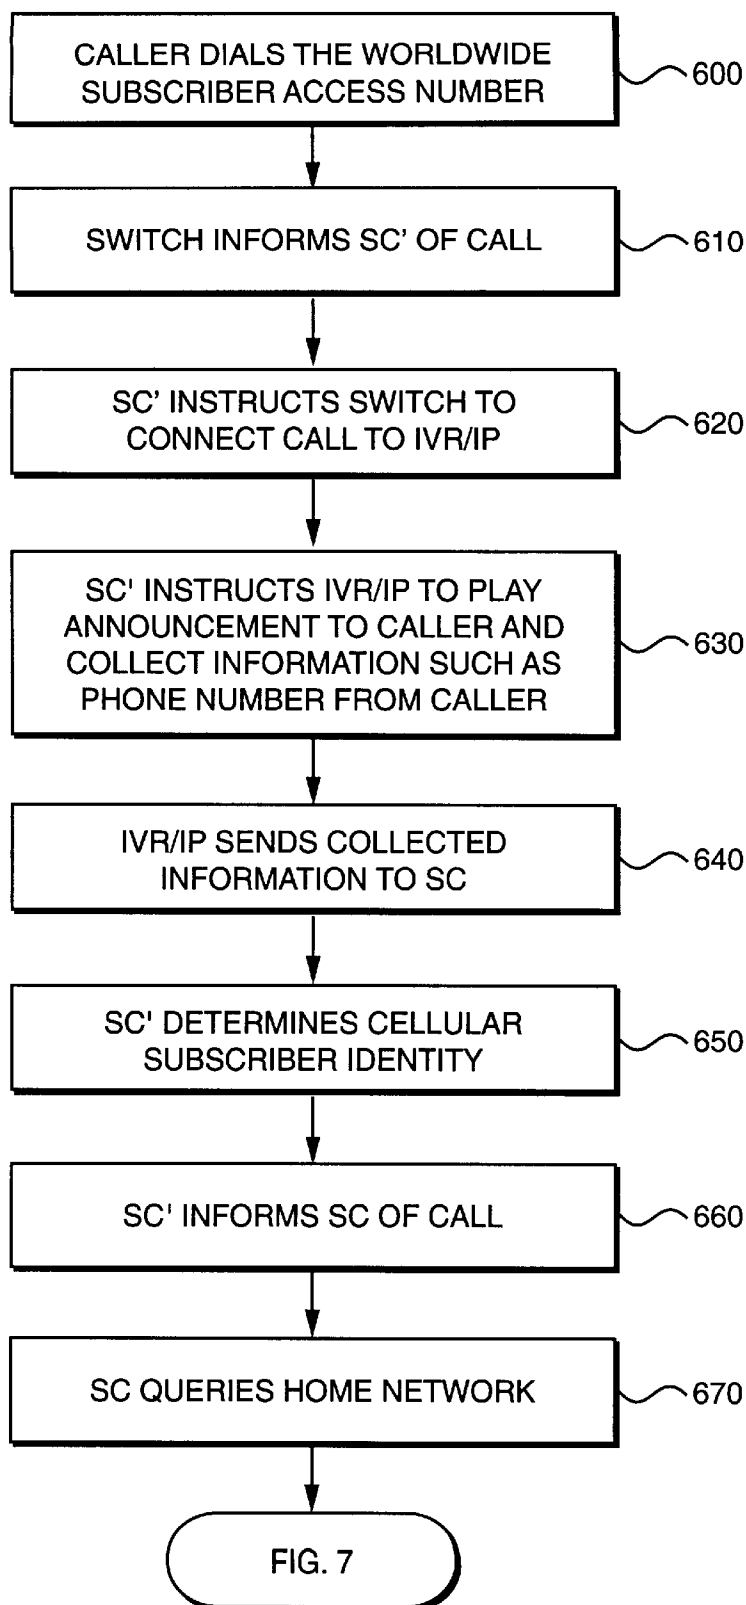 CALLER DIALS THE WORLDWIDE
SUBSCRIBER ACCESS NUMBER
600
SWITCH INFORMS SC’ OF CALL
610
SC’ INSTRUCTS SWITCH TO
CONNECT CALL TO IVR/IP
620
SC' INSTRUCTS IVR/IP TO PLAY
ANNOUNCEMENT TO CALLER AND
COLLECT INFORMATION SUCH AS
PHONE NUMBER FROM CALLER
630
IVR/IP SENDS COLLECTED
INFORMATION TO SC
640
SC' DETERMINES CELLULAR
SUBSCRIBER IDENTITY
650
SC' INFORMS SC OF CALL
660
SC QUERIES HOME NETWORK
670
FIG. 7